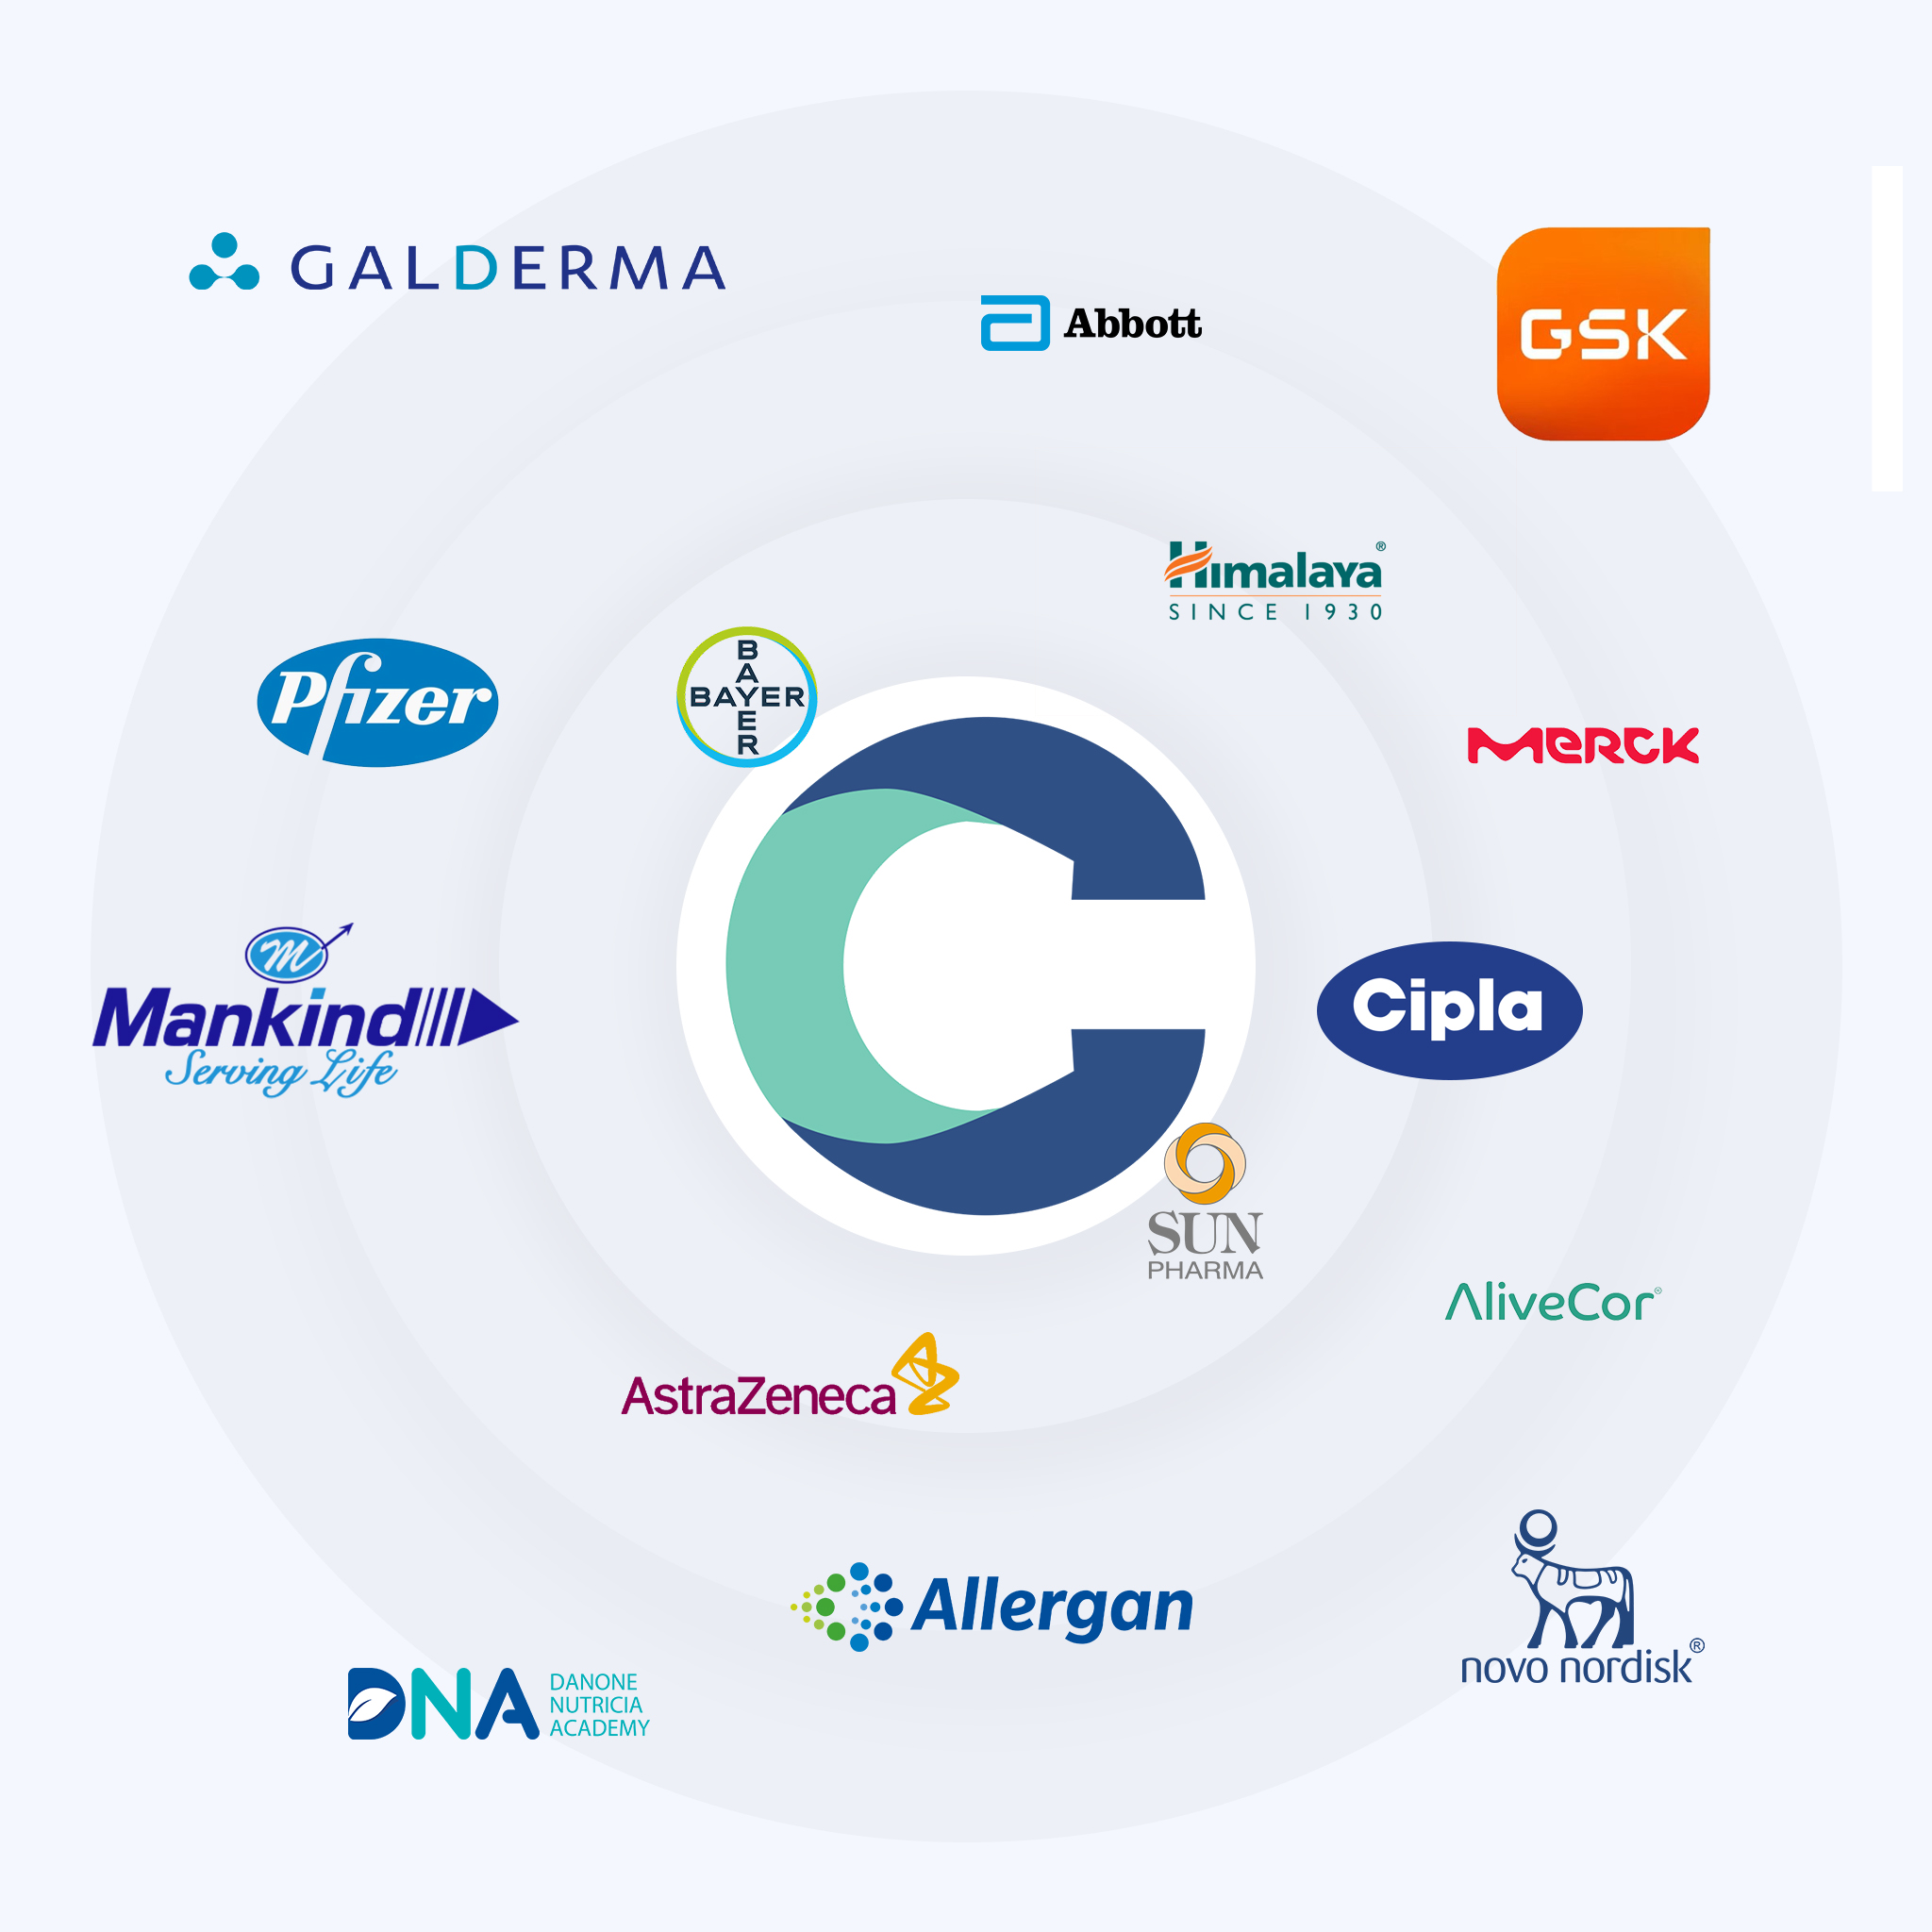 GALDERMA
Abbott
GSK
Himalaya®
SINCE 1930
Pfizer
BAYER
BAYER
MERCK
C
m
Mankind
Serving Life
Cipla
SUN
PHARMA
AliveCor®
AstraZeneca
Allergan
novo nordisk®
DNA
DANONE
NUTRICIA
ACADEMY